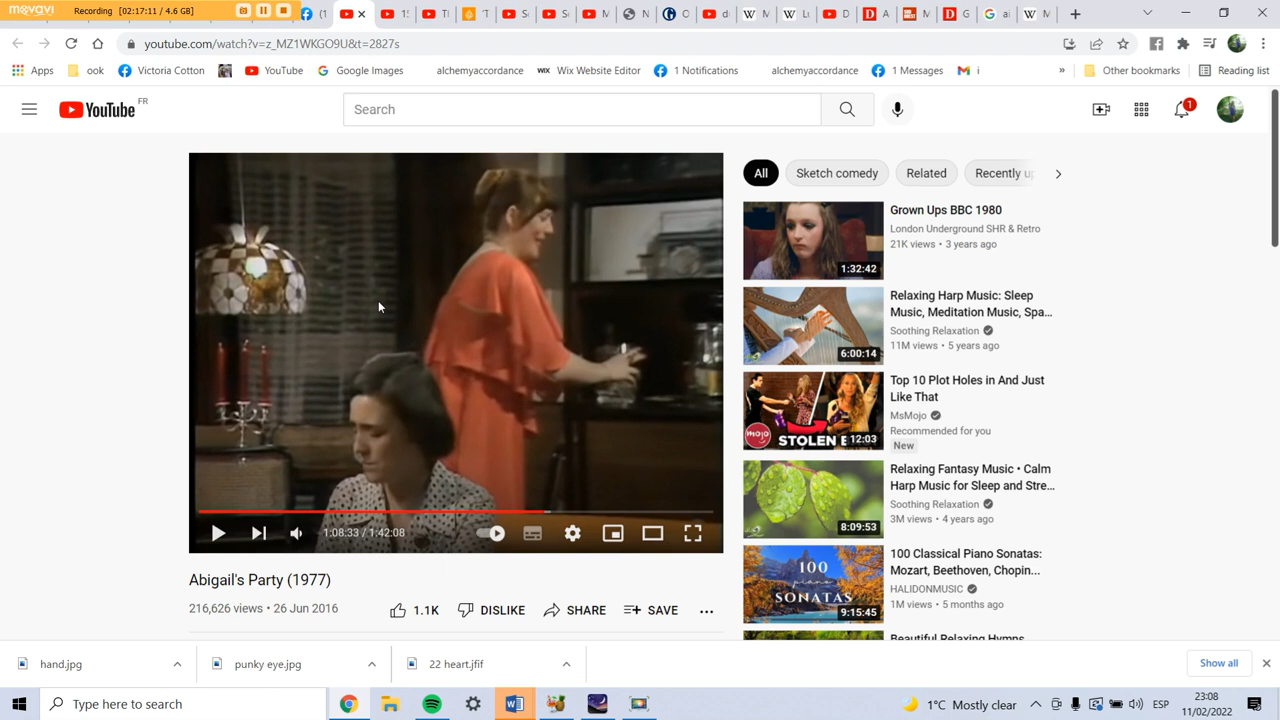 movavi
Recording [02:17:11 / 4.6 GB]
youtube.com/watch?v=z_MZ1WKGO9U&t=2827s
Apps
ook
Victoria Cotton
YouTube
Google Images
alchemyaccordance
WiX Wix Website Editor
1 Notifications
alchemyaccordance
1 Messages
i
»
Other bookmarks
Reading list
YouTube FR
Search
1
All
Sketch comedy
Related
Recently up
Grown Ups BBC 1980
London Underground SHR & Retro
21K views • 3 years ago
1:32:42
Relaxing Harp Music: Sleep
Music, Meditation Music, Spa...
Soothing Relaxation
11M views • 5 years ago
6:00:14
Top 10 Plot Holes in And Just
Like That
MsMojo
Recommended for you
New
mojo
STOLEN
12:03
Relaxing Fantasy Music • Calm
Harp Music for Sleep and Stre...
Soothing Relaxation
3M views • 4 years ago
8:09:53
100 Classical Piano Sonatas:
Mozart, Beethoven, Chopin...
HALIDONMUSIC
1M views • 5 months ago
100
piano
SONATAS
9:15:45
Beautiful Relaxing Hymns
1:08:33 / 1:42:08
Abigail's Party (1977)
216,626 views • 26 Jun 2016
1.1K
DISLIKE
SHARE
SAVE
hand.jpg
punky eye.jpg
22 heart.jfif
Show all
Type here to search
1°C Mostly clear
ESP
23:08
11/02/2022